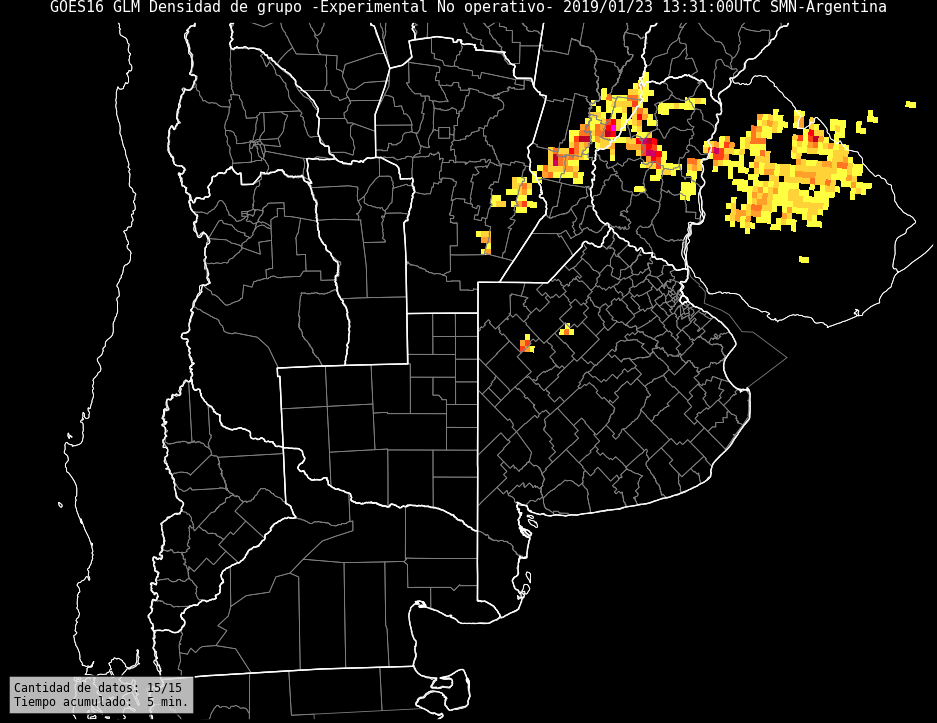 GOES16 GLM Densidad de grupo -Experimental No operativo- 2019/01/23 13:31:00UTC SMN-Argentina
Cantidad de datos: 15/15
Tiempo acumulado:  5 min.